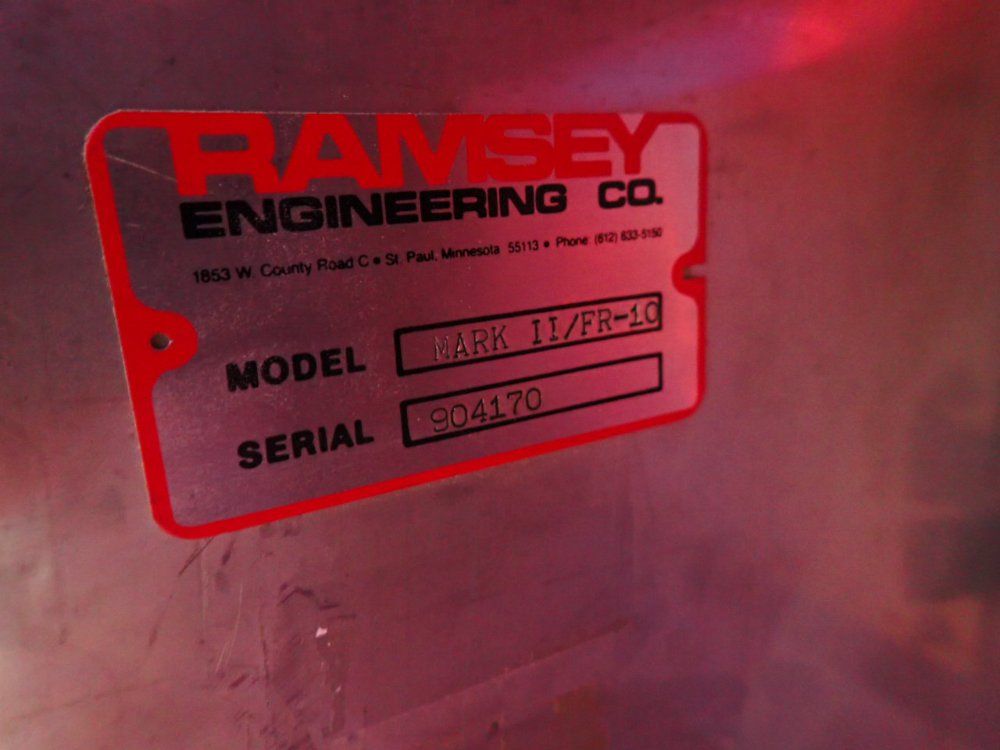 RAMSEY
ENGINEERING CO.
1853 W. County Road C • St. Paul, Minnesota 55113 • Phone: (612) 633-5150
MODEL MARK II/FR-10
SERIAL 904170